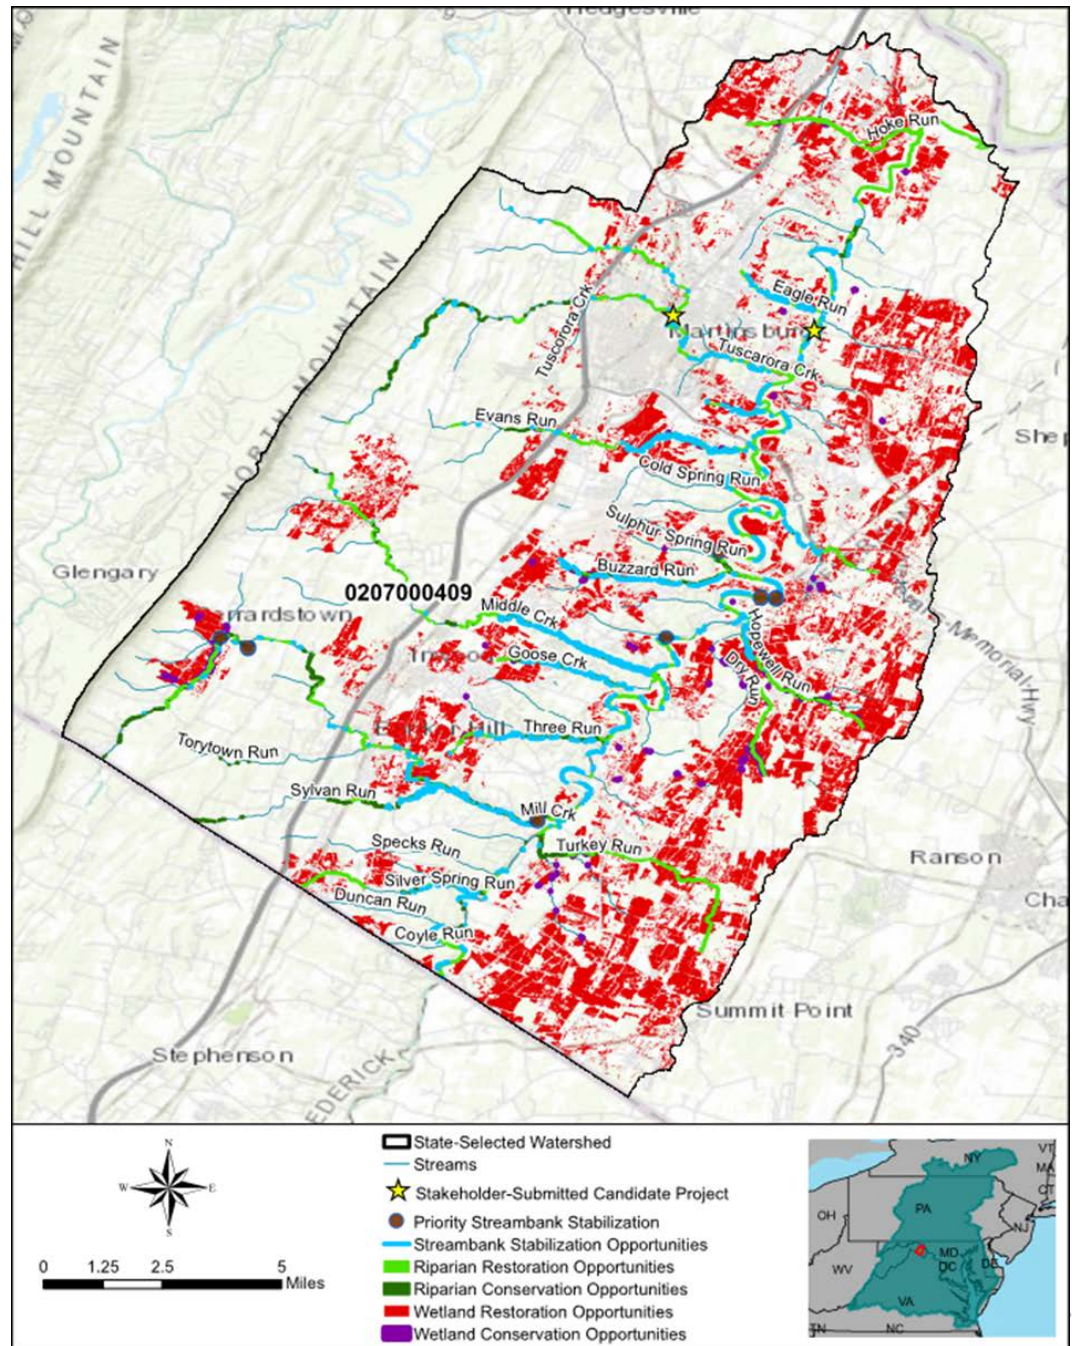 Hedgesville
HILL MOUNTAIN
NORTH MOUNTAIN
Hoke Run
Eagle Run
Martinsburg
Tuscorora Crk
Tuscarora Crk
Evans Run
Cold Spring Run
Shep
Sulphur Spring Run
Buzzard Run
Glengary
0207000409
Middle Crk
Goose Crk
Hopewell Run
Dry Run
Memorial Hwy
Three Run
Torytown Run
Sylvan Run
Mill Crk
Specks Run
Turkey Run
Ranson
Silver Spring Run
Cha
Duncan Run
Coyle Run
Summit Point
Stephenson
EDERICK
340
N
W
E
S
0 1.25 2.5 5
Miles
State-Selected Watershed
Streams
Stakeholder-Submitted Candidate Project
Priority Streambank Stabilization
Streambank Stabilization Opportunities
Riparian Restoration Opportunities
Riparian Conservation Opportunities
Wetland Restoration Opportunities
Wetland Conservation Opportunities
NY
VT
MA
CT
PA
OH
NJ
MD
DC
DE
WV
VA
TN
NC